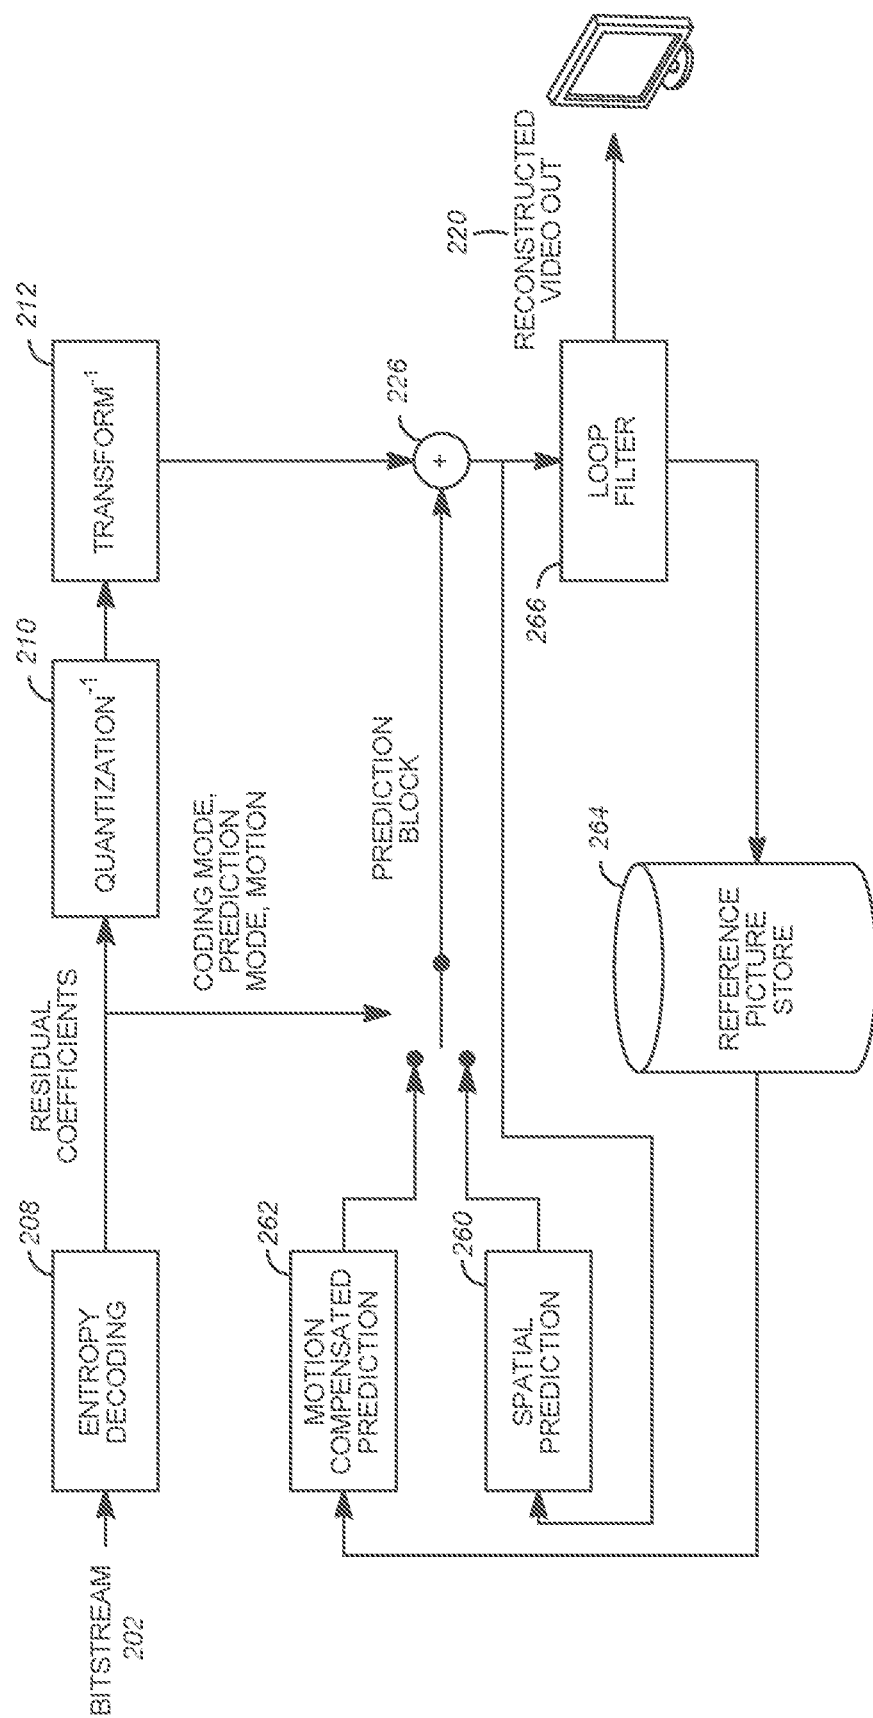 BITSTREAM
202
208
ENTROPY
DECODING
RESIDUAL
COEFFICIENTS
210
QUANTIZATION-1
212
TRANSFORM-1
CODING MODE,
PREDICTION
MODE, MOTION
262
MOTION
COMPENSATED
PREDICTION
260
SPATIAL
PREDICTION
PREDICTION
BLOCK
226
+
266
LOOP
FILTER
220
RECONSTRUCTED
VIDEO OUT
264
REFERENCE
PICTURE
STORE